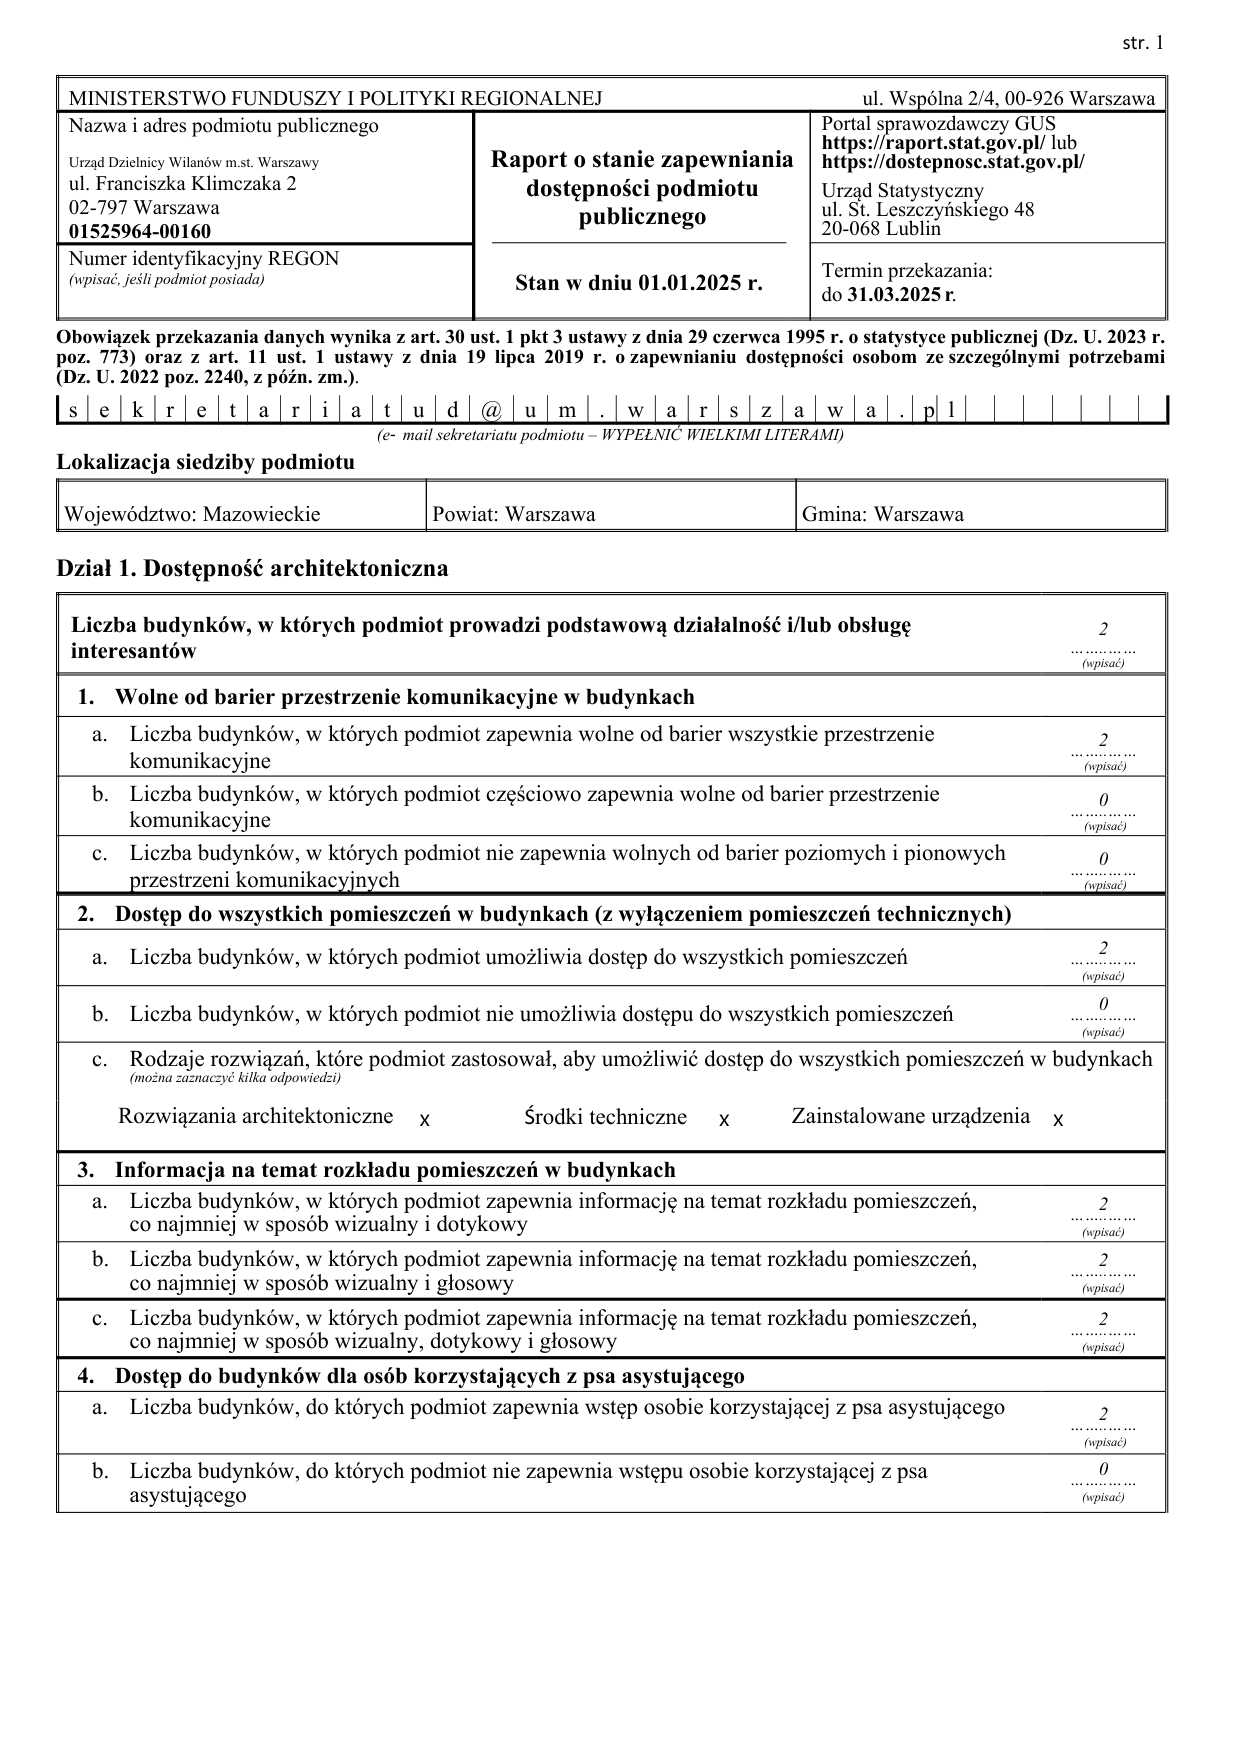 str. 1
MINISTERSTWO FUNDUSZY I POLITYKI REGIONALNEJ ul. Wspólna 2/4, 00-926 Warszawa
Nazwa i adres podmiotu publicznego
Urząd Dzielnicy Wilanów m.st. Warszawy
ul. Franciszka Klimczaka 2
02-797 Warszawa
01525964-00160
Numer identyfikacyjny REGON
(wpisać, jeśli podmiot posiada)
Raport o stanie zapewniania
dostępności podmiotu
publicznego
Stan w dniu 01.01.2025 r.
Portal sprawozdawczy GUS
https://raport.stat.gov.pl/ lub
https://dostepnosc.stat.gov.pl/
Urząd Statystyczny
ul. St. Leszczyńskiego 48
20-068 Lublin
Termin przekazania:
do 31.03.2025 r.
Obowiązek przekazania danych wynika z art. 30 ust. 1 pkt 3 ustawy z dnia 29 czerwca 1995 r. o statystyce publicznej (Dz. U. 2023 r.
poz. 773) oraz z art. 11 ust. 1 ustawy z dnia 19 lipca 2019 r. o zapewnianiu dostępności osobom ze szczególnymi potrzebami
(Dz. U. 2022 poz. 2240, z późn. zm.).
s e k r e t a r i a t u d @ u m . w a r s z a w a . p l
(e- mail sekretariatu podmiotu – WYPEŁNIĆ WIELKIMI LITERAMI)
Lokalizacja siedziby podmiotu
Województwo: Mazowieckie Powiat: Warszawa Gmina: Warszawa
Dział 1. Dostępność architektoniczna
Liczba budynków, w których podmiot prowadzi podstawową działalność i/lub obsługę
interesantów
2
…………
(wpisać)
1. Wolne od barier przestrzenie komunikacyjne w budynkach
a. Liczba budynków, w których podmiot zapewnia wolne od barier wszystkie przestrzenie
komunikacyjne
2
…………
(wpisać)
b. Liczba budynków, w których podmiot częściowo zapewnia wolne od barier przestrzenie
komunikacyjne
0
…………
(wpisać)
c. Liczba budynków, w których podmiot nie zapewnia wolnych od barier poziomych i pionowych
przestrzeni komunikacyjnych
0
…………
(wpisać)
2. Dostęp do wszystkich pomieszczeń w budynkach (z wyłączeniem pomieszczeń technicznych)
a. Liczba budynków, w których podmiot umożliwia dostęp do wszystkich pomieszczeń
2
…………
(wpisać)
b. Liczba budynków, w których podmiot nie umożliwia dostępu do wszystkich pomieszczeń
0
…………
(wpisać)
c. Rodzaje rozwiązań, które podmiot zastosował, aby umożliwić dostęp do wszystkich pomieszczeń w budynkach
(można zaznaczyć kilka odpowiedzi)
Rozwiązania architektoniczne x Środki techniczne x Zainstalowane urządzenia x
3. Informacja na temat rozkładu pomieszczeń w budynkach
a. Liczba budynków, w których podmiot zapewnia informację na temat rozkładu pomieszczeń,
co najmniej w sposób wizualny i dotykowy
2
…………
(wpisać)
b. Liczba budynków, w których podmiot zapewnia informację na temat rozkładu pomieszczeń,
co najmniej w sposób wizualny i głosowy
2
…………
(wpisać)
c. Liczba budynków, w których podmiot zapewnia informację na temat rozkładu pomieszczeń,
co najmniej w sposób wizualny, dotykowy i głosowy
2
…………
(wpisać)
4. Dostęp do budynków dla osób korzystających z psa asystującego
a. Liczba budynków, do których podmiot zapewnia wstęp osobie korzystającej z psa asystującego
2
…………
(wpisać)
b. Liczba budynków, do których podmiot nie zapewnia wstępu osobie korzystającej z psa
asystującego
0
…………
(wpisać)